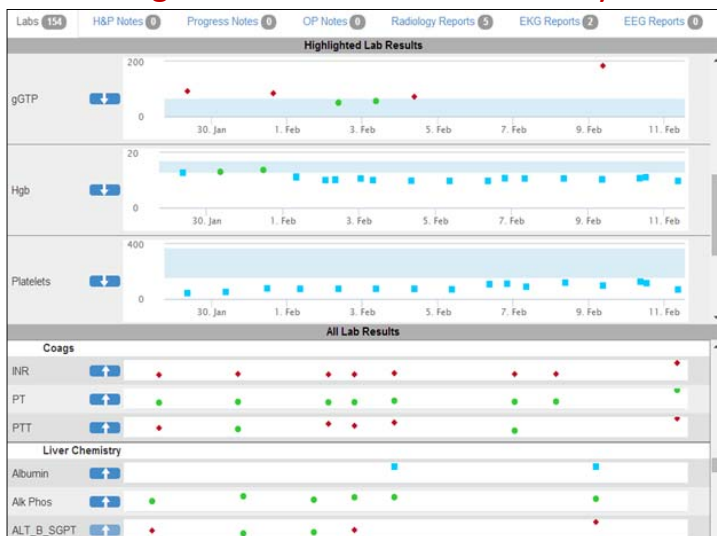 Labs 154 H&P Notes 0 Progress Notes 0 OP Notes 0 Radology Reports 5 EKG Reports 2 EEG Reports 0
Highlighted Lab Results
200
gGTP
0
30. Jan 1. Feb 3. Feb 5. Feb 7. Feb 9. Feb 11. Feb
20
Hgb
0
30. Jan 1. Feb 3. Feb 5. Feb 7. Feb 9. Feb 11. Feb
400
Platelets
0
30. Jan 1. Feb 3. Feb 5. Feb 7. Feb 9. Feb 11. Feb
All Lab Results
Coags
INR
PT
PTT
Liver Chemistry
Albumin
Alk Phos
ALT_B_SGPT